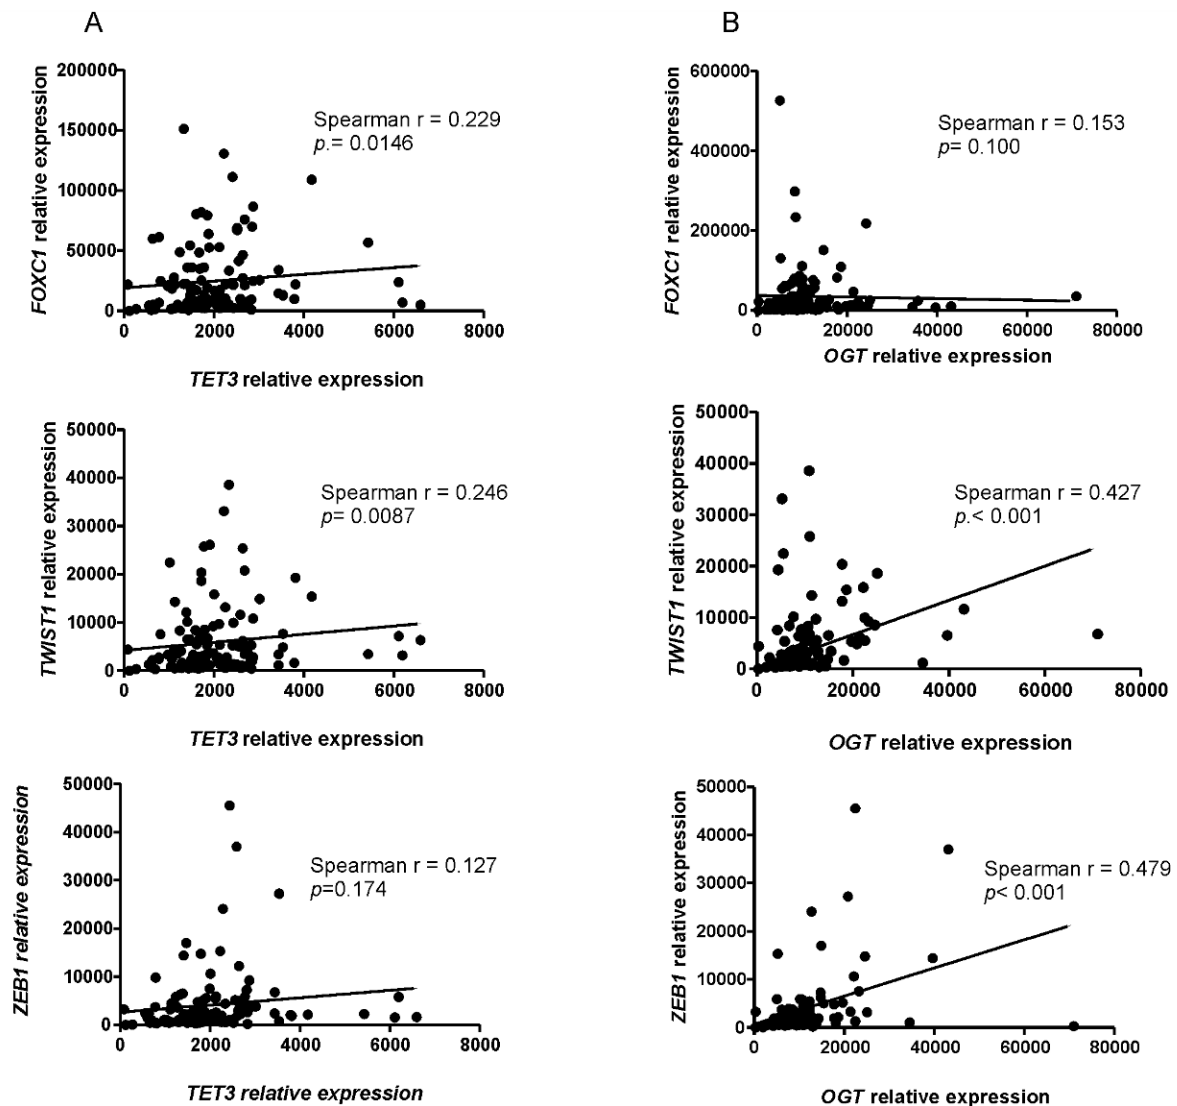 A
B
FOXC1 relative expression
200000
150000
100000
50000
0
Spearman r = 0.229
p.= 0.0146
0 2000 4000 6000 8000
TET3 relative expression
FOXC1 relative expression
600000
400000
200000
0
Spearman r = 0.153
p= 0.100
0 20000 40000 60000 80000
OGT relative expression
TWIST1 relative expression
50000
40000
30000
20000
10000
0
Spearman r = 0.246
p= 0.0087
0 2000 4000 6000 8000
TET3 relative expression
TWIST1 relative expression
50000
40000
30000
20000
10000
0
Spearman r = 0.427
p.< 0.001
0 20000 40000 60000 80000
OGT relative expression
ZEB1 relative expression
50000
40000
30000
20000
10000
0
Spearman r = 0.127
p=0.174
0 2000 4000 6000 8000
TET3 relative expression
ZEB1 relative expression
50000
40000
30000
20000
10000
0
Spearman r = 0.479
p< 0.001
0 20000 40000 60000 80000
OGT relative expression